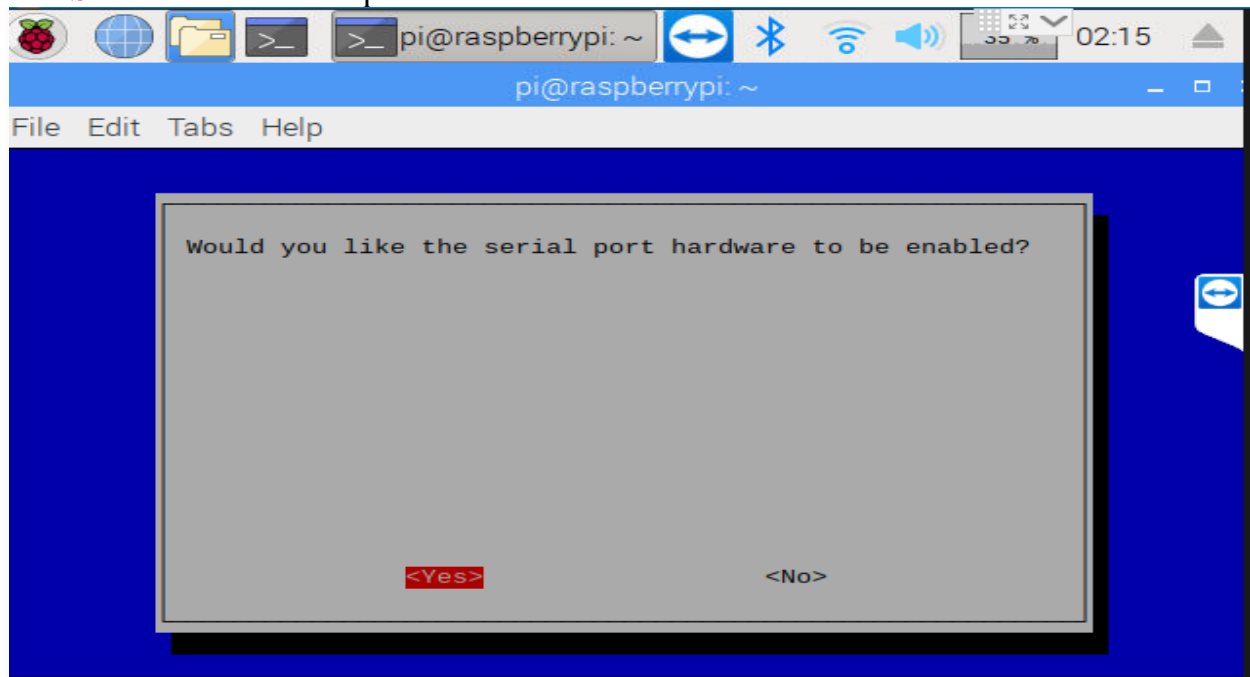 >_ >_ pi@raspberrypi: ~ 35 % 02:15
pi@raspberrypi: ~
File Edit Tabs Help
Would you like the serial port hardware to be enabled?
<Yes> <No>